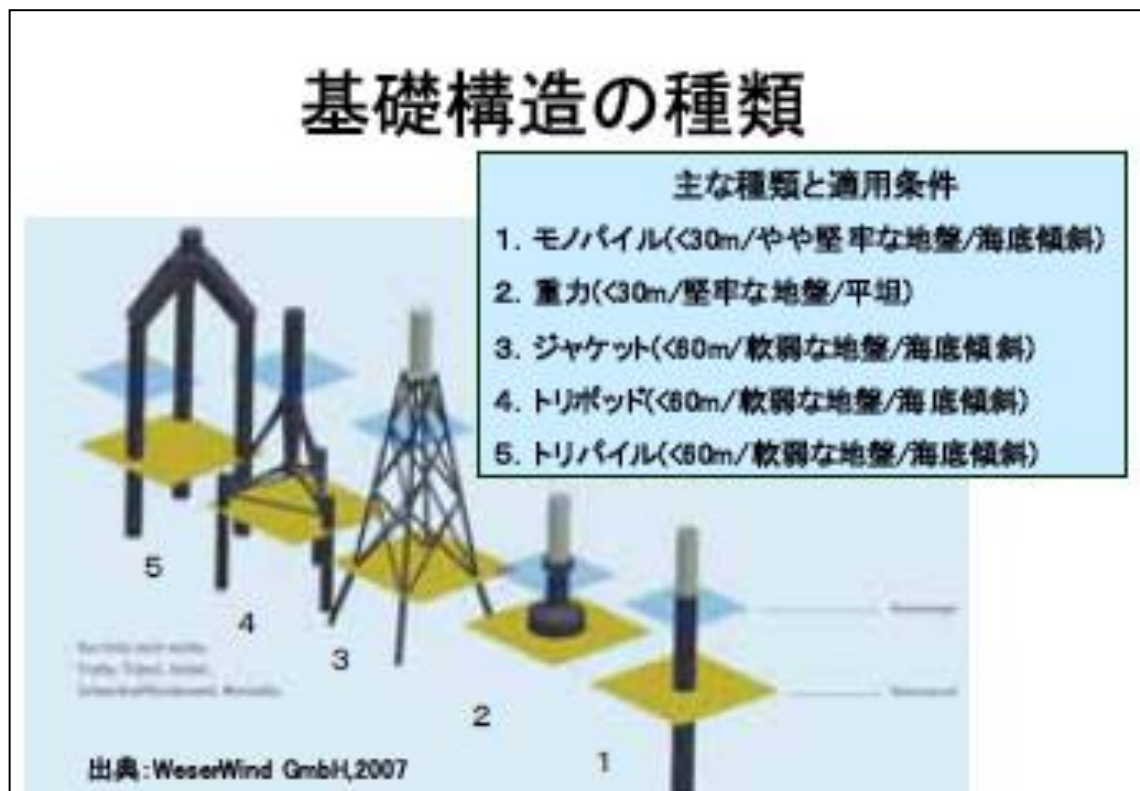 基礎構造の種類
主な種類と適用条件
1. モノパイル(<30m/やや堅牢な地盤/海底傾斜)
2. 重力(<30m/堅牢な地盤/平坦)
3. ジャケット(<60m/軟弱な地盤/海底傾斜)
4. トリポッド(<60m/軟弱な地盤/海底傾斜)
5. トリパイル(<60m/軟弱な地盤/海底傾斜)
5
4
3
2
1
出典:WeserWind GmbH,2007